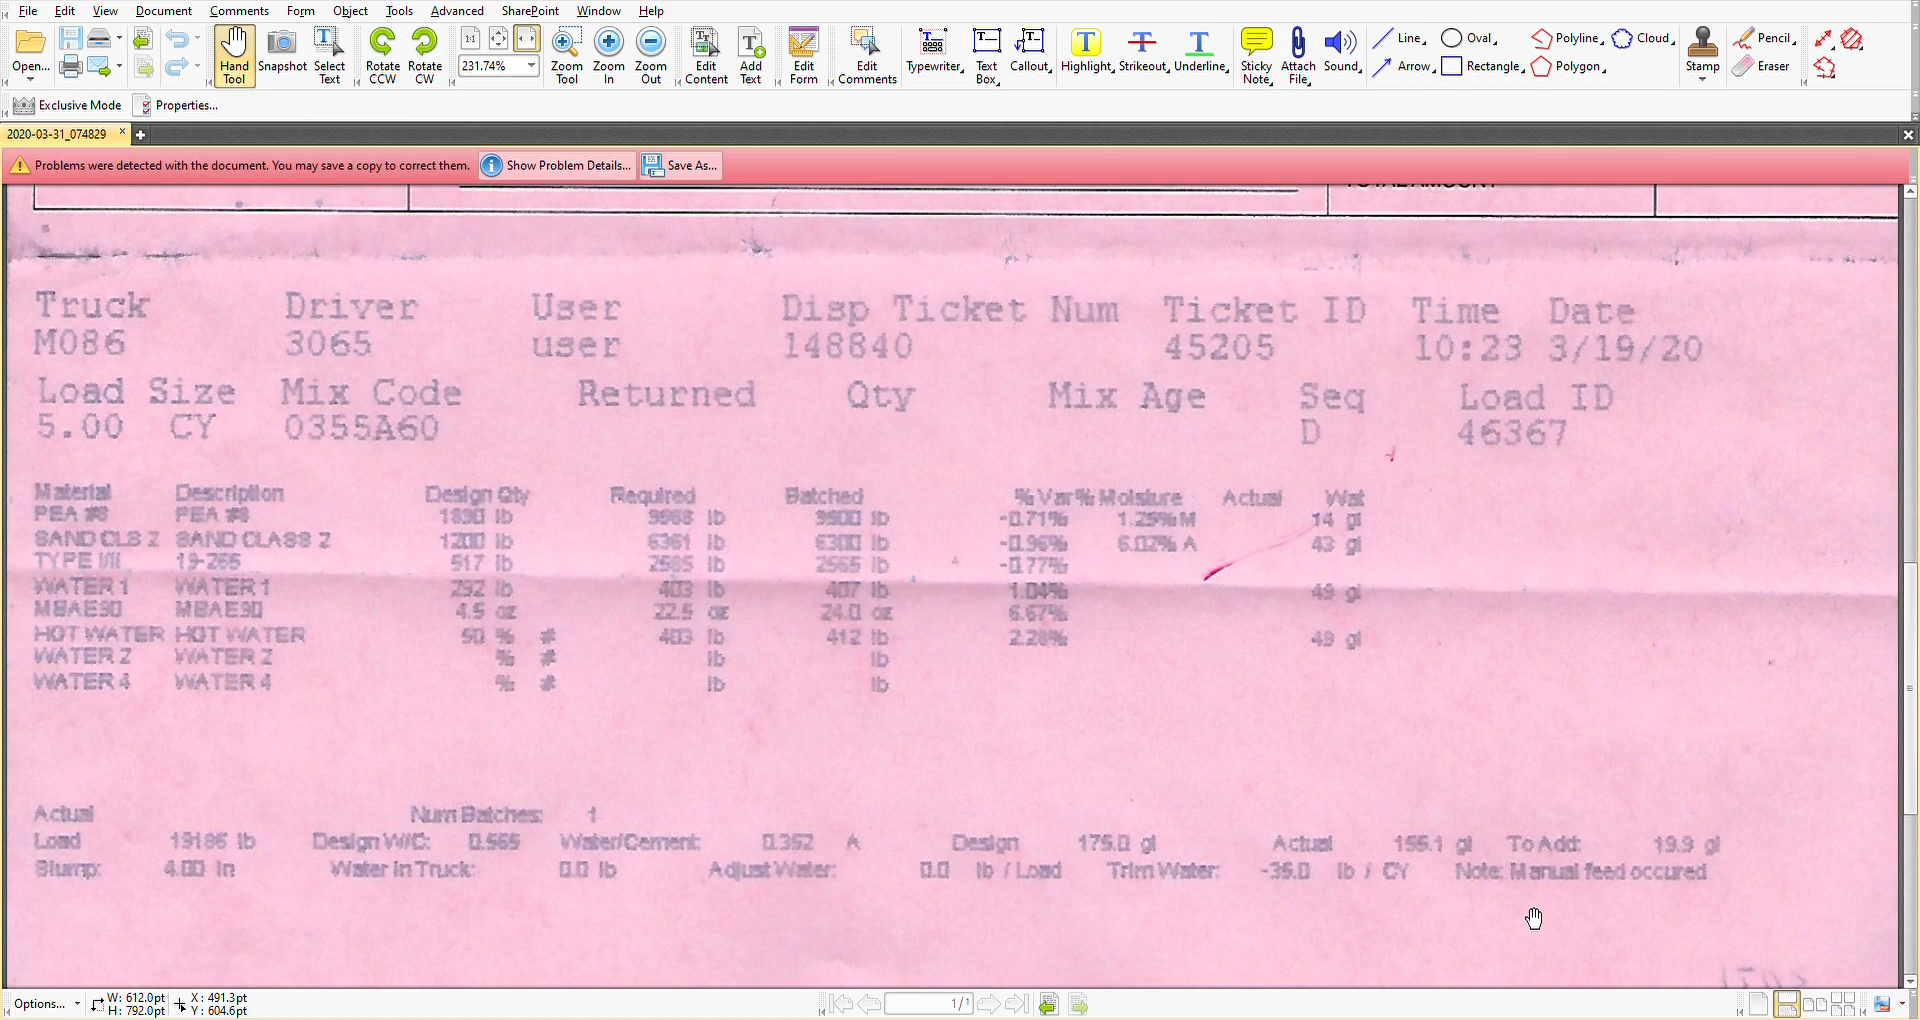 File Edit View Document Comments Form Object Tools Advanced SharePoint Window Help
Open... Hand Tool Snapshot Select Text Rotate CCW Rotate CW 1:1 231.74% Zoom Tool Zoom In Zoom Out Edit Content Add Text Edit Form Edit Comments Typewriter Text Box Callout Highlight Strikeout Underline Sticky Note Attach File Sound Line Arrow Oval Rectangle Polyline Polygon Cloud Stamp Pencil Eraser
Exclusive Mode Properties...
2020-03-31_074829
Problems were detected with the document. You may save a copy to correct them. Show Problem Details... Save As...
TOTAL AMOUNT
Truck Driver User Disp Ticket Num Ticket ID Time Date
M086 3065 user 148840 45205 10:23 3/19/20
Load Size Mix Code Returned Qty Mix Age Seq Load ID
5.00 CY 0355A60 D 46367
Material Description Design Qty Required Batched % Var % Moisture Actual Wat
PEA #8 PEA #8 1890 lb 9568 lb 9500 lb -0.71% 1.25% M 14 gl
SAND CLS 2 SAND CLASS 2 1200 lb 6361 lb 6300 lb -0.96% 6.02% A 43 gl
TYPE I/II 19-266 517 lb 2585 lb 2565 lb -0.77%
WATER 1 WATER 1 292 lb 403 lb 407 lb 1.04% 49 gl
MBAE90 MBAE90 4.5 oz 22.5 oz 24.0 oz 6.67%
HOT WATER HOT WATER 50 % # 403 lb 412 lb 2.28% 49 gl
WATER 2 WATER 2 % # lb lb
WATER 4 WATER 4 % # lb lb
Actual Num Batches: 1
Load 19186 lb Design W/C: 0.565 Water/Cement: 0.352 A Design 175.0 gl Actual 155.1 gl To Add: 19.9 gl
Slump: 4.00 in Water in Truck: 0.0 lb Adjust Water: 0.0 lb / Load Trim Water: -35.0 lb / CY Note: Manual feed occured
Options... W: 612.0pt X: 491.3pt 1/1
H: 792.0pt Y: 604.6pt